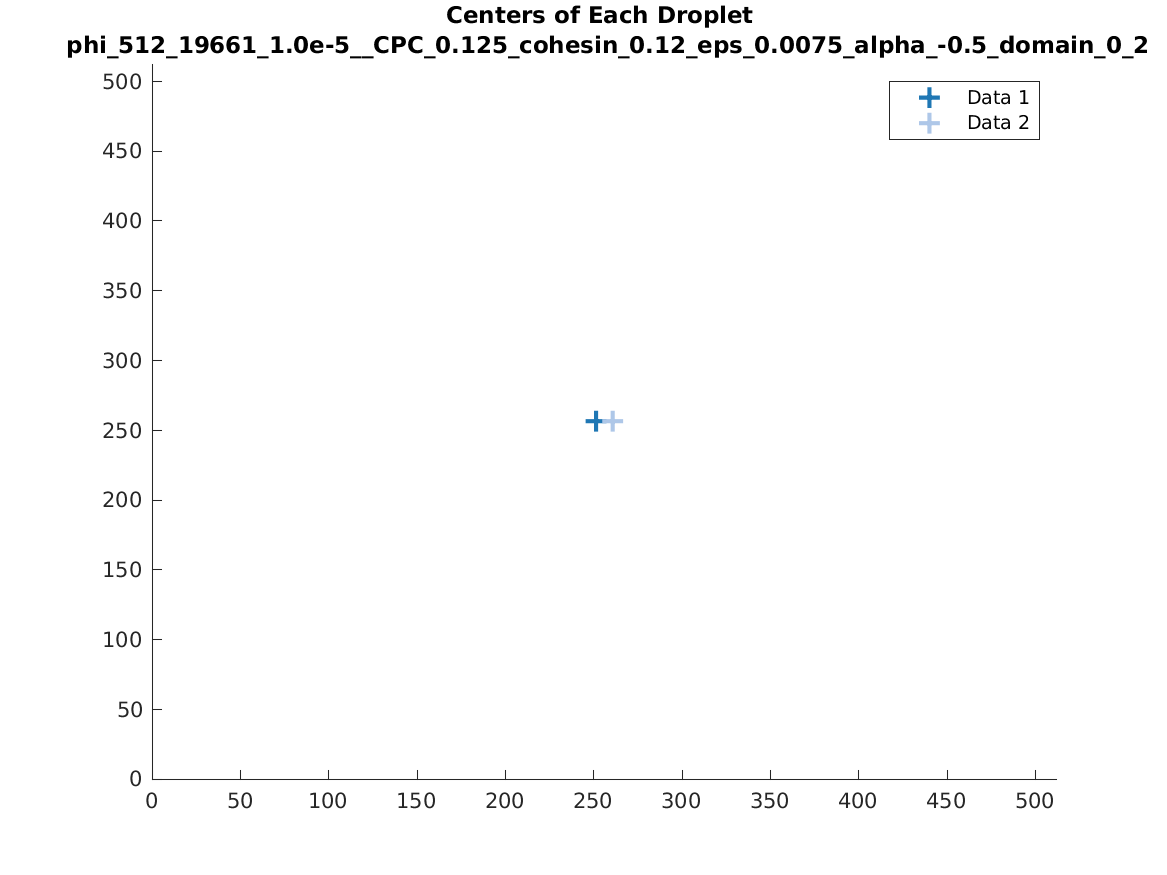 Centers of Each Droplet
phi_512_19661_1.0e-5__CPC_0.125_cohesin_0.12_eps_0.0075_alpha_-0.5_domain_0_2
Data 1
Data 2
500
450
400
350
300
250
200
150
100
50
0
0 50 100 150 200 250 300 350 400 450 500